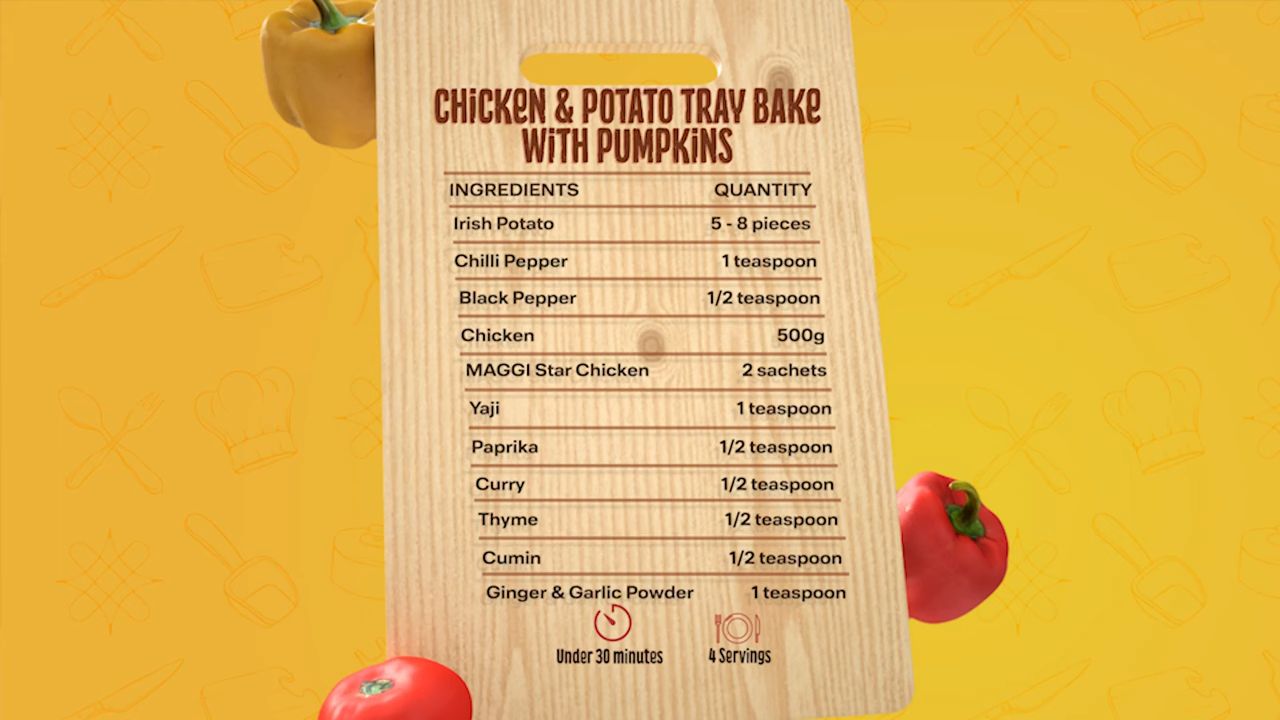 CHiCKeN & POTATO TRAY BAKe
WiTH PUMPKiNS
INGREDIENTS QUANTITY
Irish Potato 5 - 8 pieces
Chilli Pepper 1 teaspoon
Black Pepper 1/2 teaspoon
Chicken 500g
MAGGI Star Chicken 2 sachets
Yaji 1 teaspoon
Paprika 1/2 teaspoon
Curry 1/2 teaspoon
Thyme 1/2 teaspoon
Cumin 1/2 teaspoon
Ginger & Garlic Powder 1 teaspoon
Under 30 minutes 4 Servings